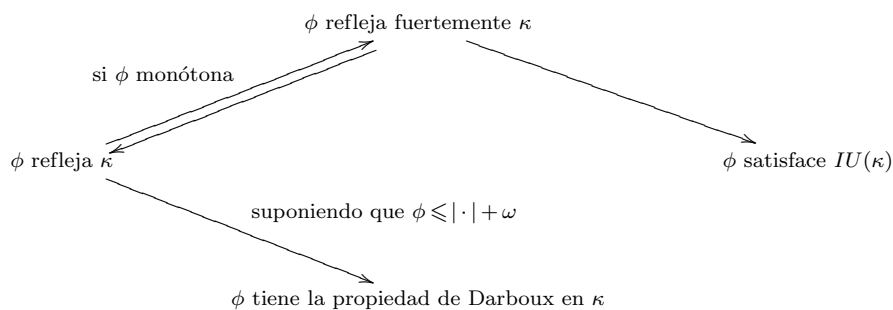 ϕ refleja fuertemente κ
si ϕ monótona
ϕ refleja κ
ϕ satisface IU(κ)
suponiendo que ϕ ⩽ | · | + ω
ϕ tiene la propiedad de Darboux en κ